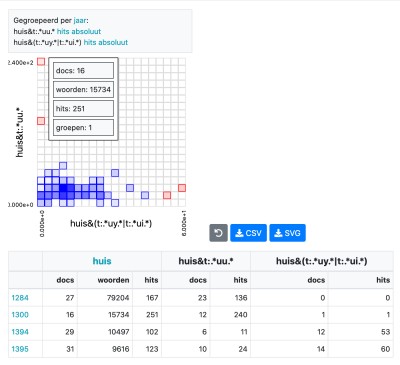 Gegroepeerd per jaar:
huis&t:.*uu.* hits absoluut
huis&(t:.*uy.*|t:.*ui.*) hits absoluut
2.400e+2
docs: 16
woorden: 15734
hits: 251
groepen: 1
huis&t:.*uu.*
0.000e+0
0.000e+0
6.000e+1
huis&(t:.*uy.*|t:.*ui.*)
CSV SVG
huis huis&t:.*uu.* huis&(t:.*uy.*|t:.*ui.*)
docs woorden hits docs hits docs hits
1284 27 79204 167 23 136 0 0
1300 16 15734 251 12 240 1 1
1394 29 10497 102 6 11 12 53
1395 31 9616 123 10 24 14 60